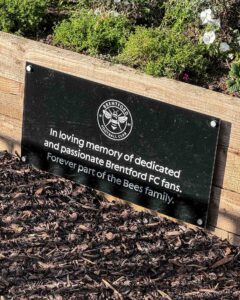 BRENTFORD
FOOTBALL CLUB
In loving memory of dedicated
and passionate Brentford FC fans.
Forever part of the Bees family.